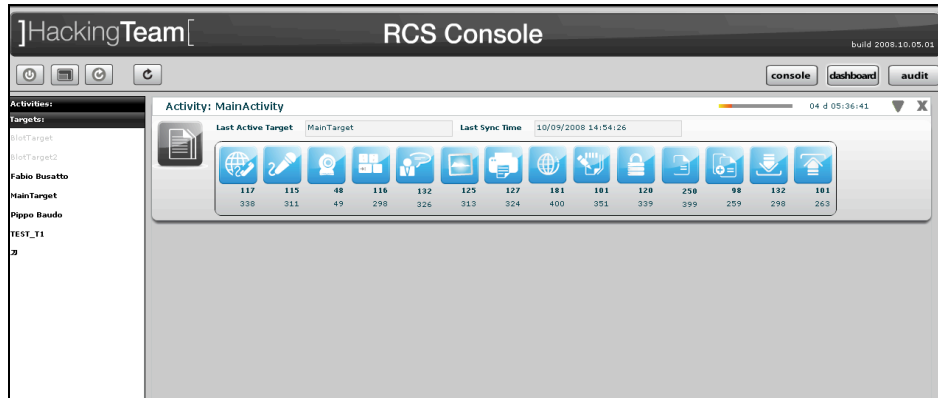 ]HackingTeam[
RCS Console
build 2008.10.05.01
console dashboard audit
Activities:
Targets:
BlotTarget
BlotTarget2
Fabio Busatto
MainTarget
Pippo Baudo
TEST_T1
Activity: MainActivity
04 d 05:36:41
X
Last Active Target MainTarget Last Sync Time 10/09/2008 14:54:26
117 115 48 116 132 125 127 181 101 120 250 98 132 101
338 311 49 298 326 313 324 400 351 339 399 259 298 263